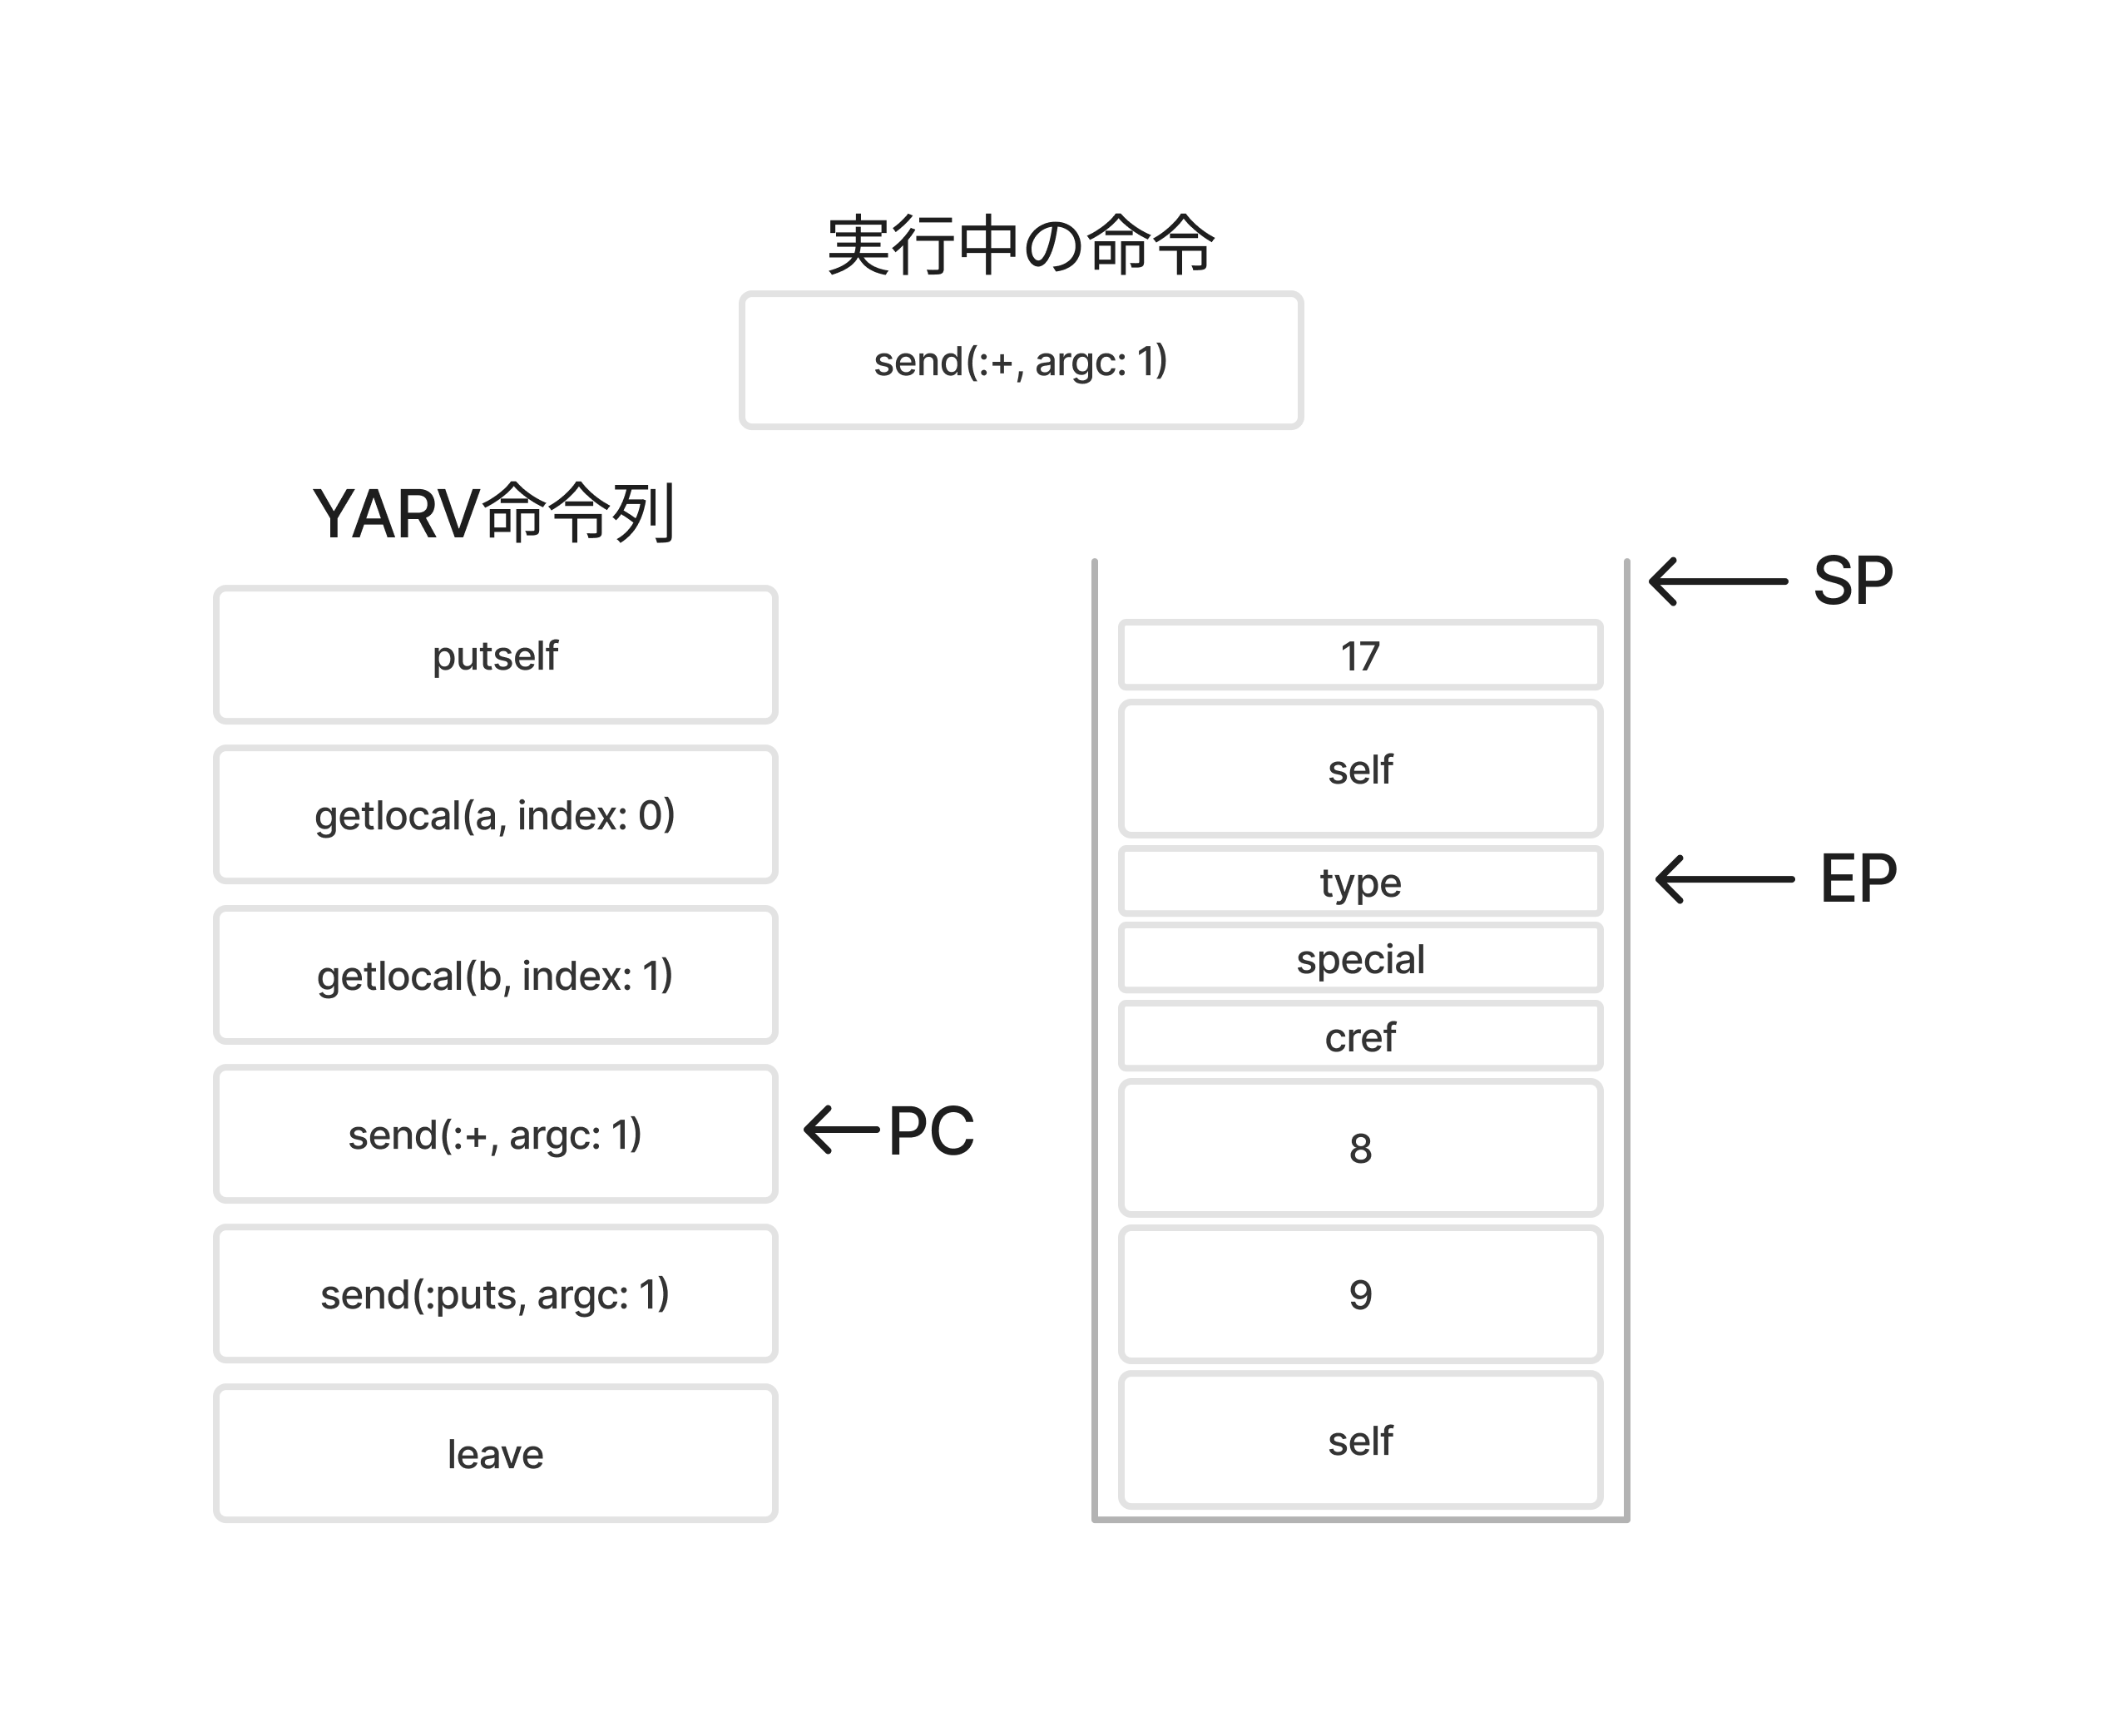 実行中の命令
send(:+, argc: 1)
YARV命令列
putself
getlocal(a, index: 0)
getlocal(b, index: 1)
send(:+, argc: 1)
PC
send(:puts, argc: 1)
leave
SP
17
self
type
EP
special
cref
8
9
self